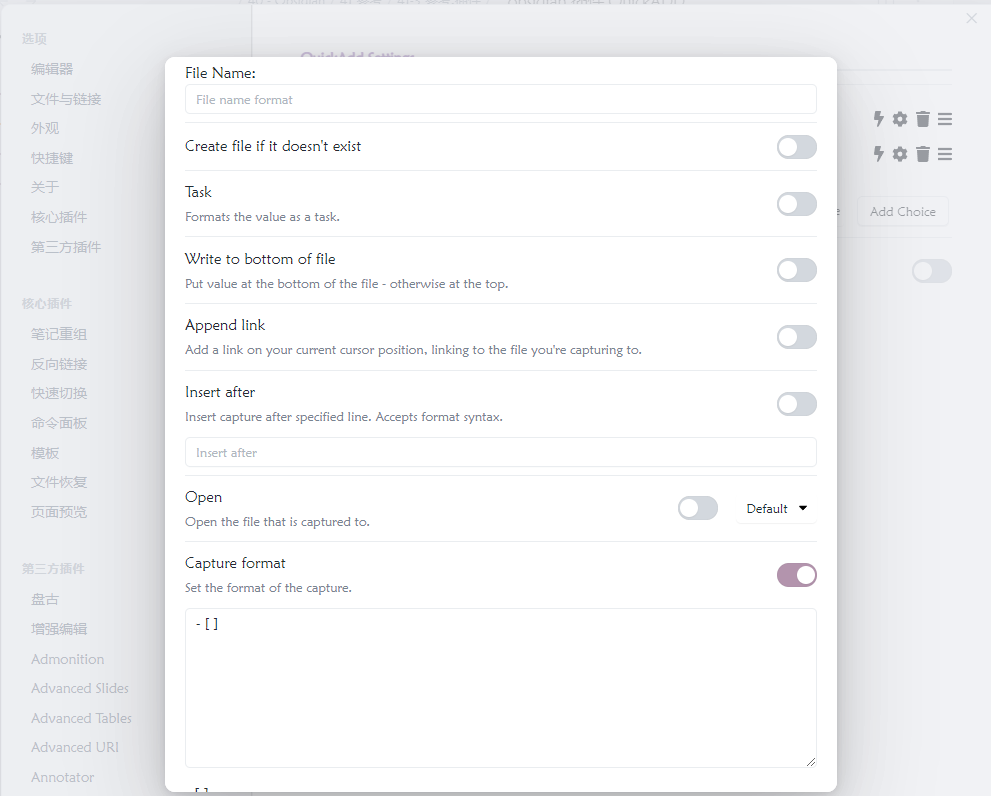 选项
编辑器
文件与链接
外观
快捷键
关于
核心插件
第三方插件
核心插件
笔记重组
反向链接
快速切换
命令面板
模板
文件恢复
页面预览
第三方插件
盘古
增强编辑
Admonition
Advanced Slides
Advanced Tables
Advanced URI
Annotator
QuickAdd Settings
Add Choice
File Name:
File name format
Create file if it doesn't exist
Task
Formats the value as a task.
Write to bottom of file
Put value at the bottom of the file - otherwise at the top.
Append link
Add a link on your current cursor position, linking to the file you're capturing to.
Insert after
Insert capture after specified line. Accepts format syntax.
Insert after
Open
Open the file that is captured to.
Default
Capture format
Set the format of the capture.
- [ ]